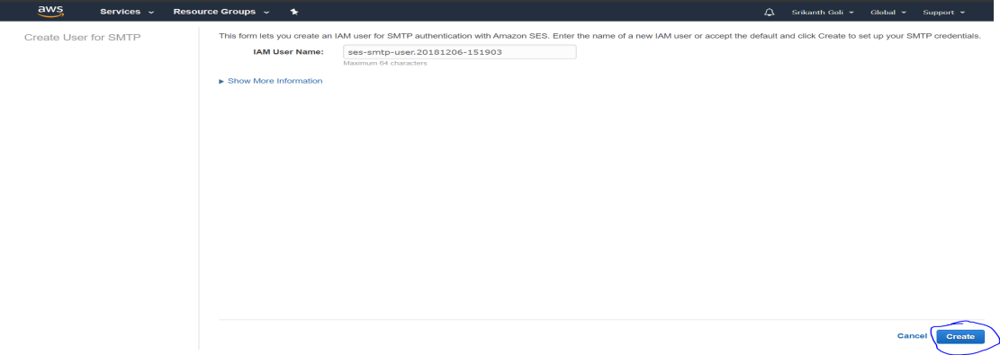 aws Services Resource Groups Srikanth Goli Global Support
Create User for SMTP
This form lets you create an IAM user for SMTP authentication with Amazon SES. Enter the name of a new IAM user or accept the default and click Create to set up your SMTP credentials.
IAM User Name: ses-smtp-user.20181206-151903
Maximum 64 characters
Show More Information
Cancel Create